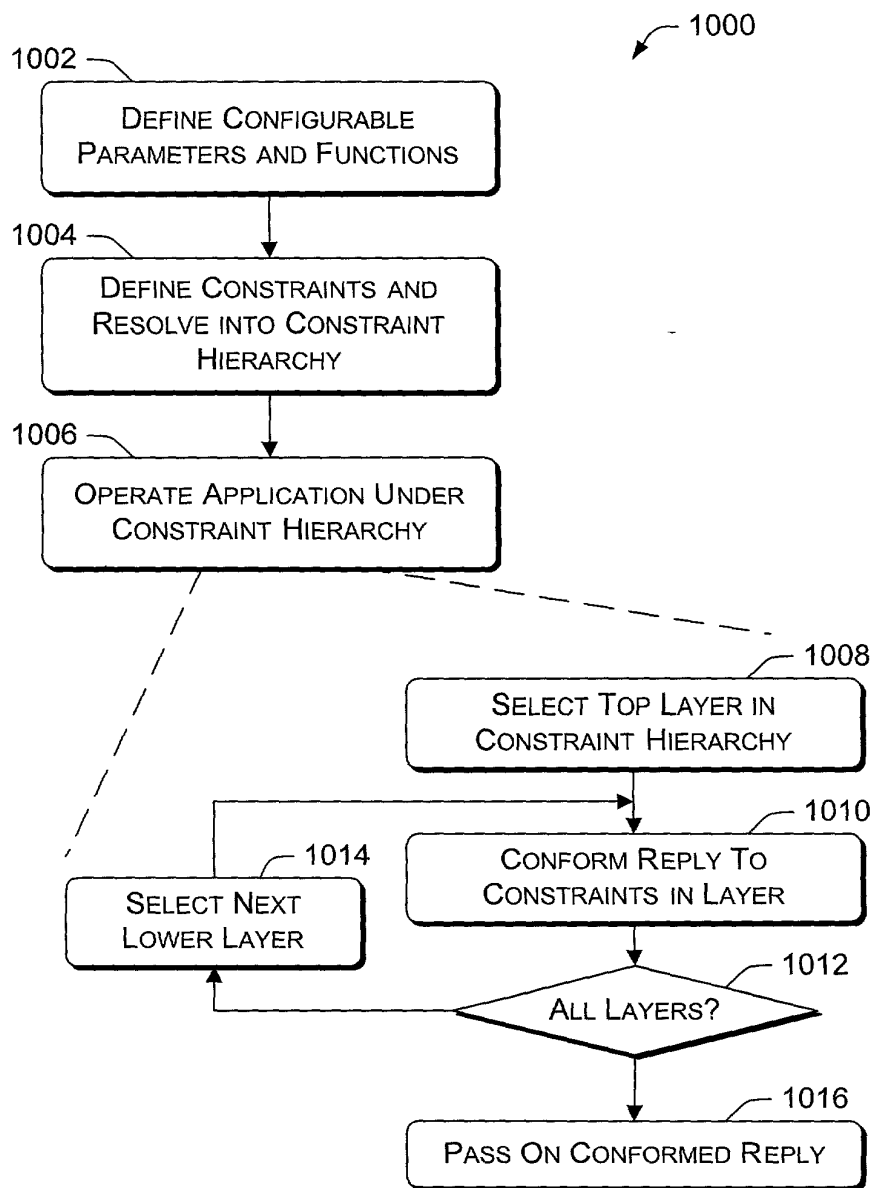 1000
1002
DEFINE CONFIGURABLE
PARAMETERS AND FUNCTIONS
1004
DEFINE CONSTRAINTS AND
RESOLVE INTO CONSTRAINT
HIERARCHY
1006
OPERATE APPLICATION UNDER
CONSTRAINT HIERARCHY
1008
SELECT TOP LAYER IN
CONSTRAINT HIERARCHY
1010
CONFORM REPLY TO
CONSTRAINTS IN LAYER
1014
SELECT NEXT
LOWER LAYER
1012
ALL LAYERS?
1016
PASS ON CONFORMED REPLY